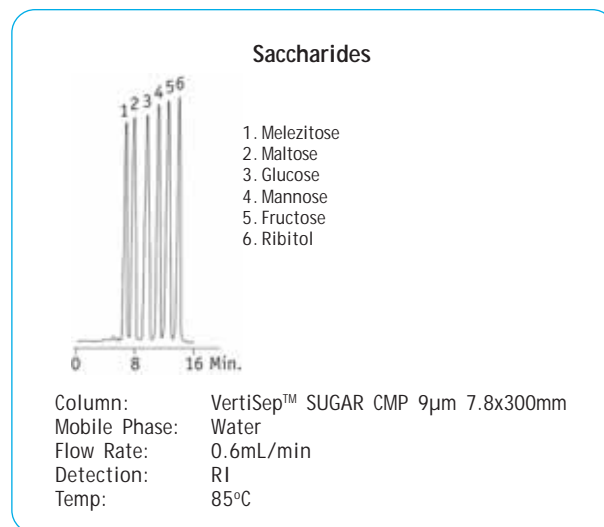 Saccharides
1 2 3 4 5 6
1. Melezitose
2. Maltose
3. Glucose
4. Mannose
5. Fructose
6. Ribitol
0 8 16 Min.
Column: VertiSep™ SUGAR CMP 9µm 7.8x300mm
Mobile Phase: Water
Flow Rate: 0.6mL/min
Detection: RI
Temp: 85°C